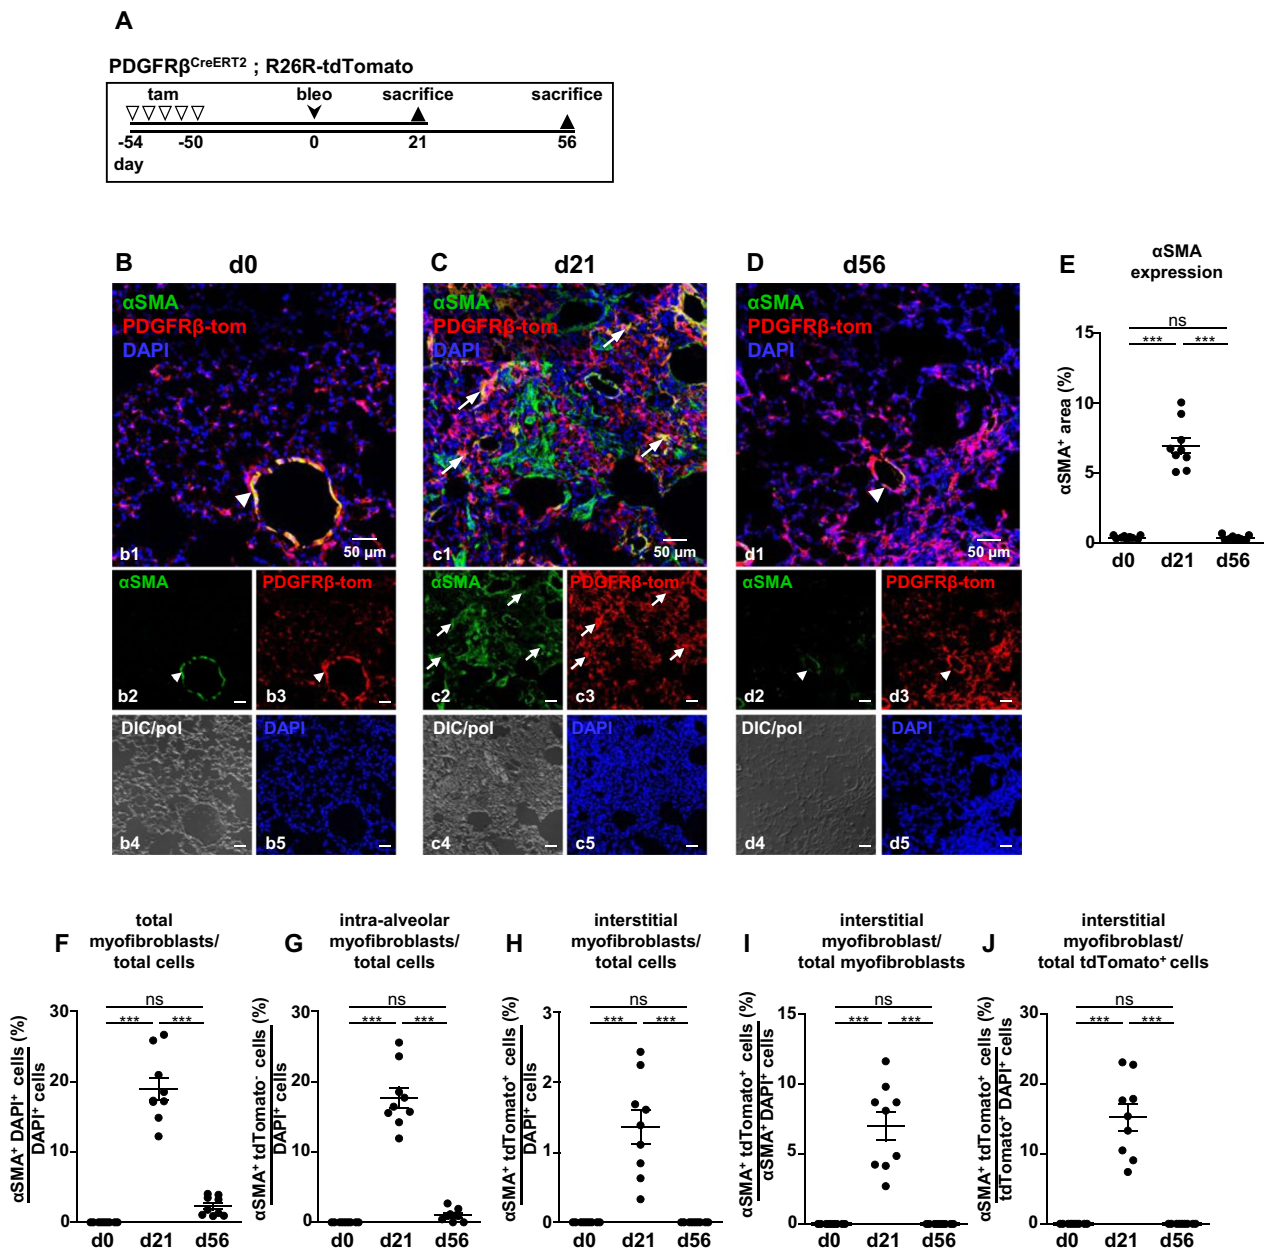 A
PDGFRβCreERT2 ; R26R-tdTomato
tam bleo sacrifice sacrifice
-54 -50 0 21 56
day
B d0 C d21 D d56
αSMA
PDGFRβ-tom
DAPI
50 µm
b1
αSMA
PDGFRβ-tom
DAPI
50 µm
c1
αSMA
PDGFRβ-tom
DAPI
50 µm
d1
αSMA
b2
PDGFRβ-tom
b3
αSMA
c2
PDGFRβ-tom
c3
αSMA
d2
PDGFRβ-tom
d3
DIC/pol
b4
DAPI
b5
DIC/pol
c4
DAPI
c5
DIC/pol
d4
DAPI
d5
E
αSMA
expression
ns
*** ***
αSMA+ area (%)
15
10
5
0
d0 d21 d56
F
total
myofibroblasts/
total cells
ns
*** ***
αSMA+ DAPI+ cells (%)
DAPI+ cells
30
20
10
0
d0 d21 d56
G
intra-alveolar
myofibroblasts/
total cells
ns
*** ***
αSMA+ tdTomato- cells (%)
DAPI+ cells
30
20
10
0
d0 d21 d56
H
interstitial
myofibroblasts/
total cells
ns
*** ***
αSMA+ tdTomato+ cells (%)
DAPI+ cells
3
2
1
0
d0 d21 d56
I
interstitial
myofibroblast/
total myofibroblasts
ns
*** ***
αSMA+ tdTomato+ cells (%)
αSMA+ DAPI+ cells
15
10
5
0
d0 d21 d56
J
interstitial
myofibroblast/
total tdTomato+ cells
ns
*** ***
αSMA+ tdTomato+ cells (%)
tdTomato+ DAPI+ cells
30
20
10
0
d0 d21 d56